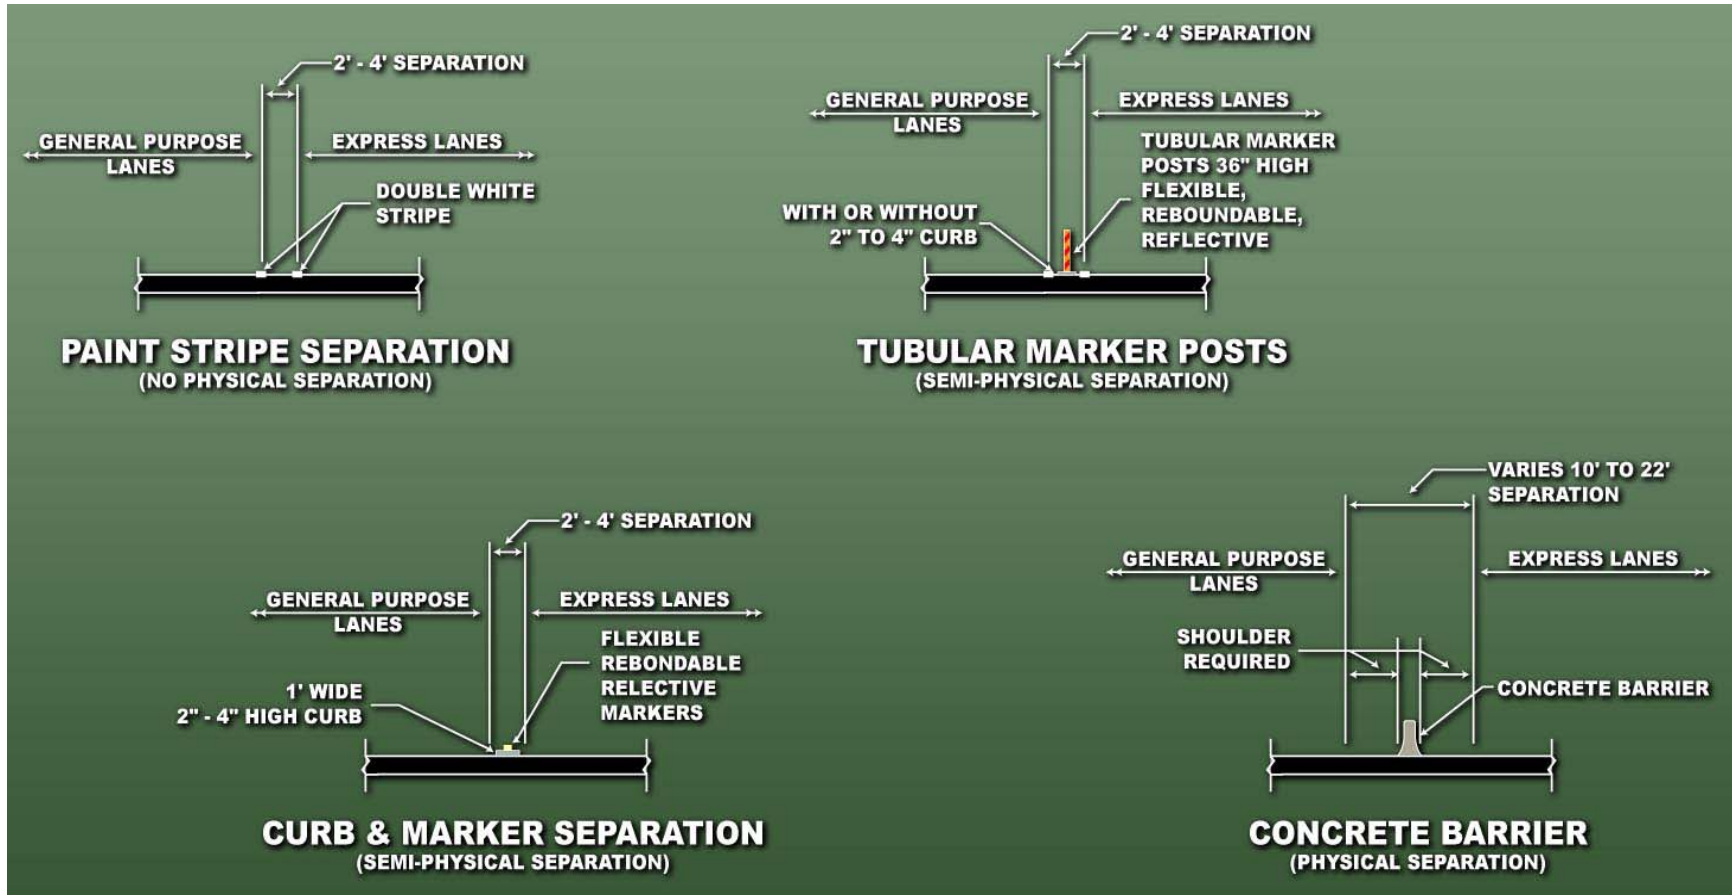 2' - 4' SEPARATION
GENERAL PURPOSE
LANES
EXPRESS LANES
DOUBLE WHITE
STRIPE
PAINT STRIPE SEPARATION
(NO PHYSICAL SEPARATION)
2' - 4' SEPARATION
GENERAL PURPOSE
LANES
EXPRESS LANES
TUBULAR MARKER
POSTS 36" HIGH
FLEXIBLE,
REBOUNDABLE,
REFLECTIVE
WITH OR WITHOUT
2" TO 4" CURB
TUBULAR MARKER POSTS
(SEMI-PHYSICAL SEPARATION)
2' - 4' SEPARATION
GENERAL PURPOSE
LANES
EXPRESS LANES
FLEXIBLE
REBONDABLE
RELECTIVE
MARKERS
1' WIDE
2" - 4" HIGH CURB
CURB & MARKER SEPARATION
(SEMI-PHYSICAL SEPARATION)
VARIES 10' TO 22'
SEPARATION
GENERAL PURPOSE
LANES
EXPRESS LANES
SHOULDER
REQUIRED
CONCRETE BARRIER
CONCRETE BARRIER
(PHYSICAL SEPARATION)